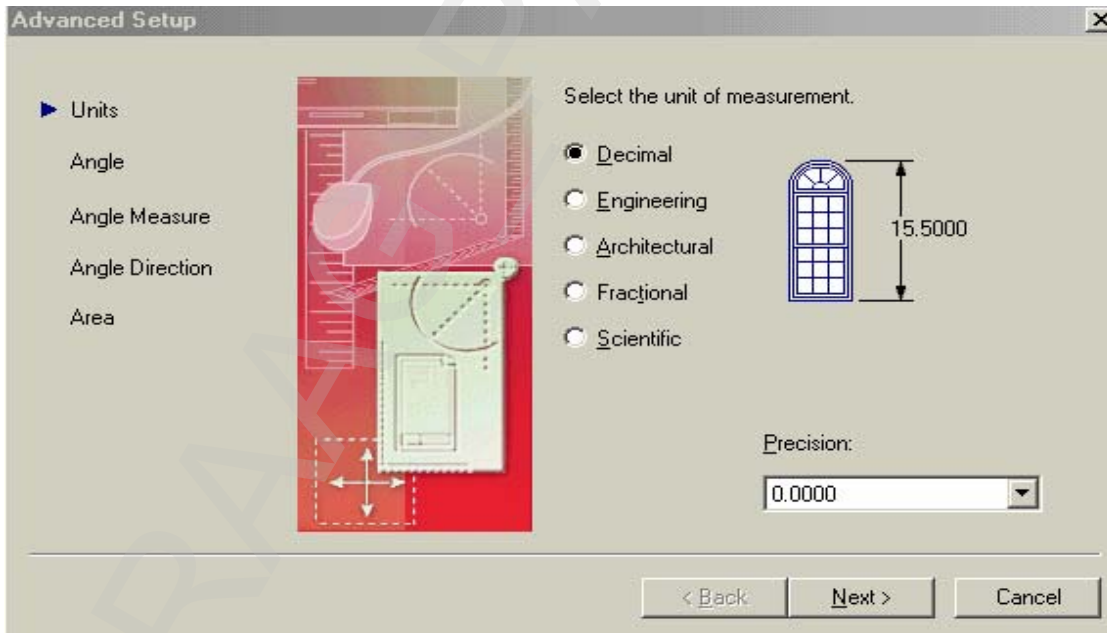 Advanced Setup
Units
Angle
Angle Measure
Angle Direction
Area
Select the unit of measurement.
Decimal
Engineering
Architectural
Fractional
Scientific
15.5000
Precision:
0.0000
< Back
Next >
Cancel